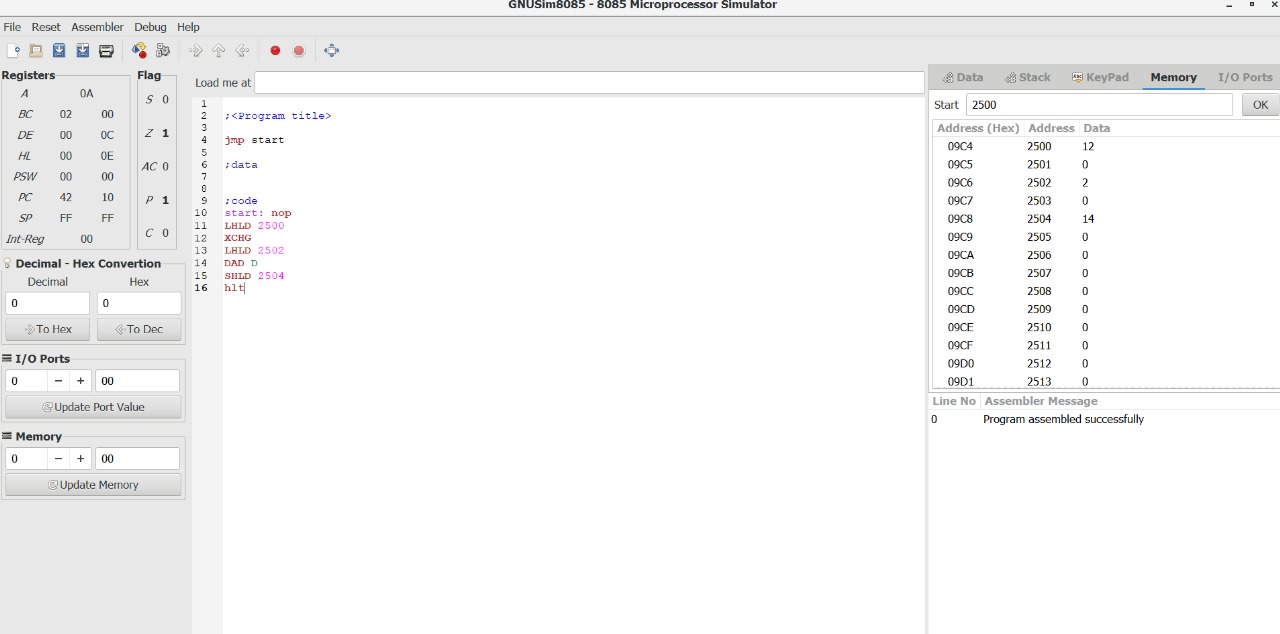 GNUSim8085 - 8085 Microprocessor Simulator
File Reset Assembler Debug Help
Registers
A 0A
BC 02 00
DE 00 0C
HL 00 0E
PSW 00 00
PC 42 10
SP FF FF
Int-Reg 00
Flag
S 0
Z 1
AC 0
P 1
C 0
Decimal - Hex Convertion
Decimal Hex
0 0
To Hex To Dec
I/O Ports
0 − + 00
Update Port Value
Memory
0 − + 00
Update Memory
Load me at
1
2 ;<Program title>
3
4 jmp start
5
6 ;data
7
8
9 ;code
10 start: nop
11 LHLD 2500
12 XCHG
13 LHLD 2502
14 DAD D
15 SHLD 2504
16 hlt
Data Stack KeyPad Memory I/O Ports
Start 2500 OK
Address (Hex) Address Data
09C4 2500 12
09C5 2501 0
09C6 2502 2
09C7 2503 0
09C8 2504 14
09C9 2505 0
09CA 2506 0
09CB 2507 0
09CC 2508 0
09CD 2509 0
09CE 2510 0
09CF 2511 0
09D0 2512 0
09D1 2513 0
Line No Assembler Message
0 Program assembled successfully